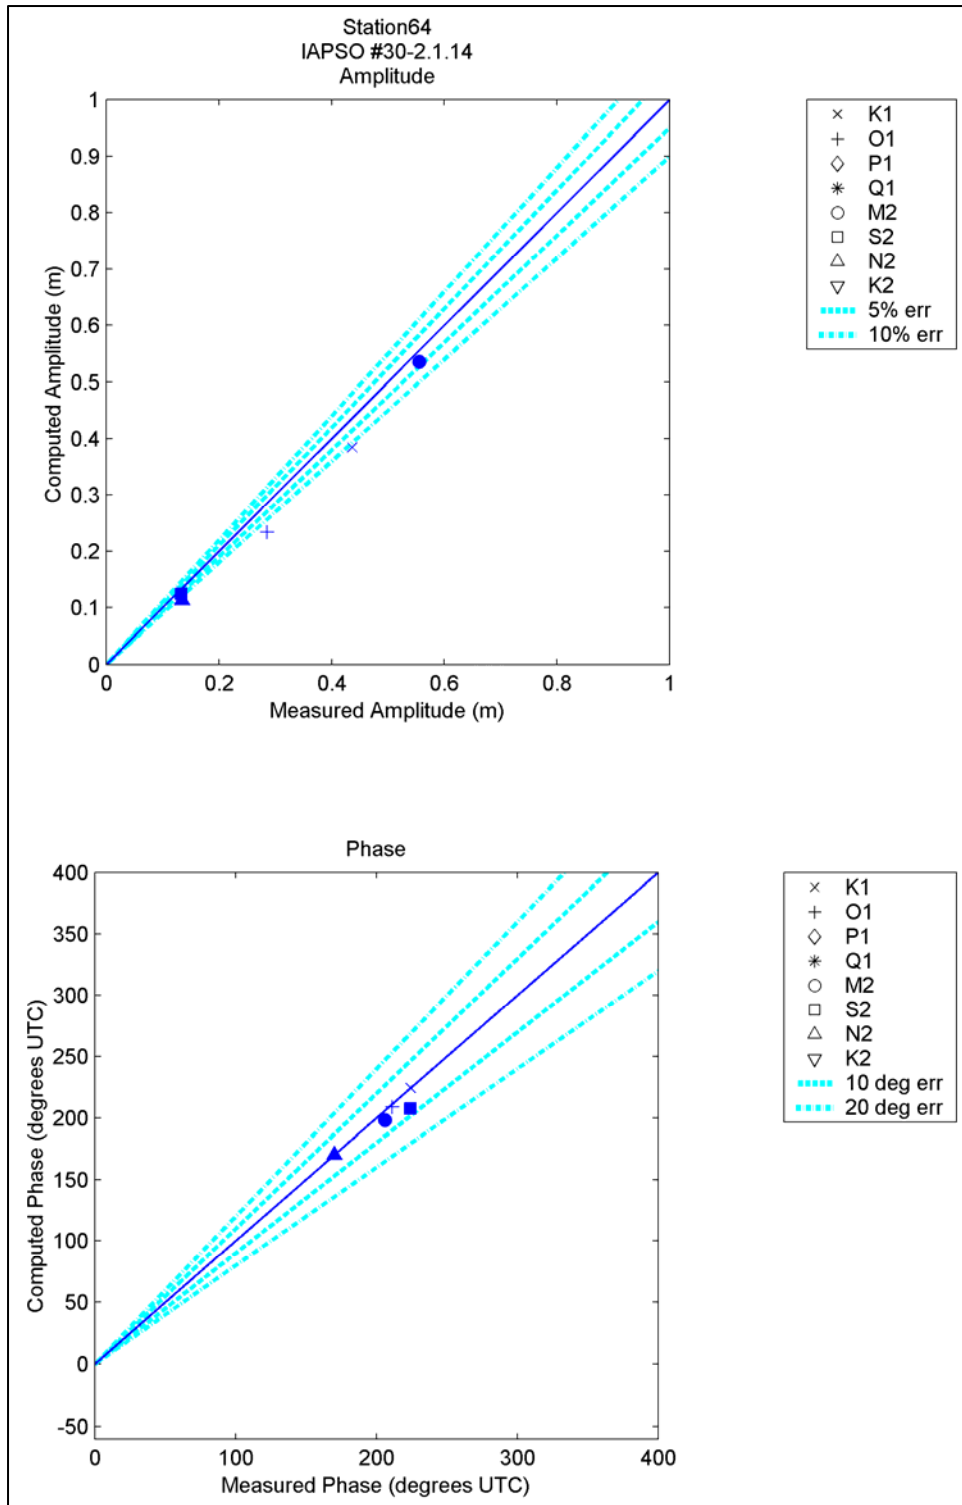 Station64
IAPSO #30-2.1.14
Amplitude
1
0.9
0.8
0.7
0.6
0.5
0.4
0.3
0.2
0.1
0
Computed Amplitude (m)
0 0.2 0.4 0.6 0.8 1
Measured Amplitude (m)
K1
O1
P1
Q1
M2
S2
N2
K2
5% err
10% err
Phase
400
350
300
250
200
150
100
50
0
-50
Computed Phase (degrees UTC)
0 100 200 300 400
Measured Phase (degrees UTC)
K1
O1
P1
Q1
M2
S2
N2
K2
10 deg err
20 deg err